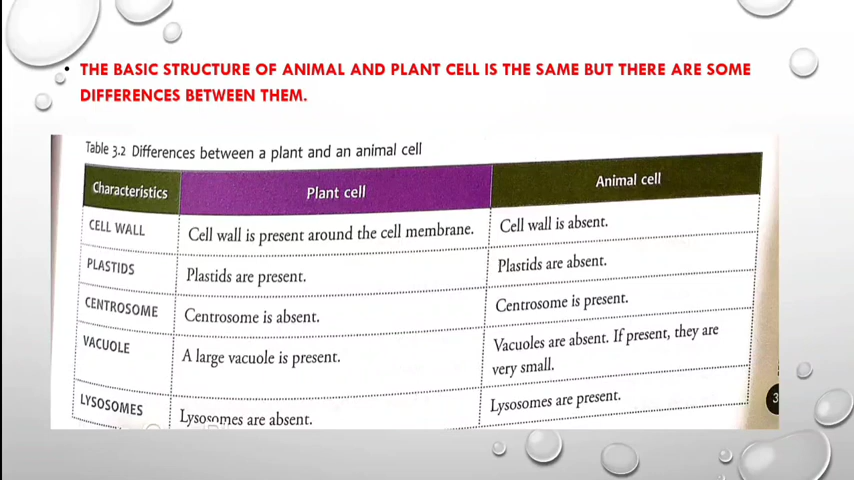 • THE BASIC STRUCTURE OF ANIMAL AND PLANT CELL IS THE SAME BUT THERE ARE SOME
DIFFERENCES BETWEEN THEM.
Table 3.2 Differences between a plant and an animal cell
Characteristics Plant cell Animal cell
CELL WALL Cell wall is present around the cell membrane. Cell wall is absent.
PLASTIDS Plastids are present. Plastids are absent.
CENTROSOME Centrosome is absent. Centrosome is present.
VACUOLE A large vacuole is present. Vacuoles are absent. If present, they are
very small.
LYSOSOMES Lysosomes are absent. Lysosomes are present.
3